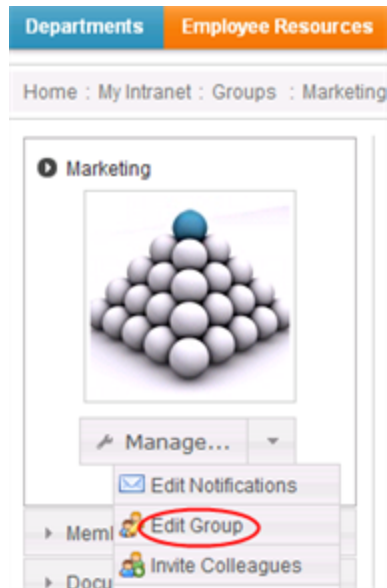 Departments Employee Resources
Home : My Intranet : Groups : Marketing
Marketing
Manage...
Edit Notifications
Edit Group
Invite Colleagues